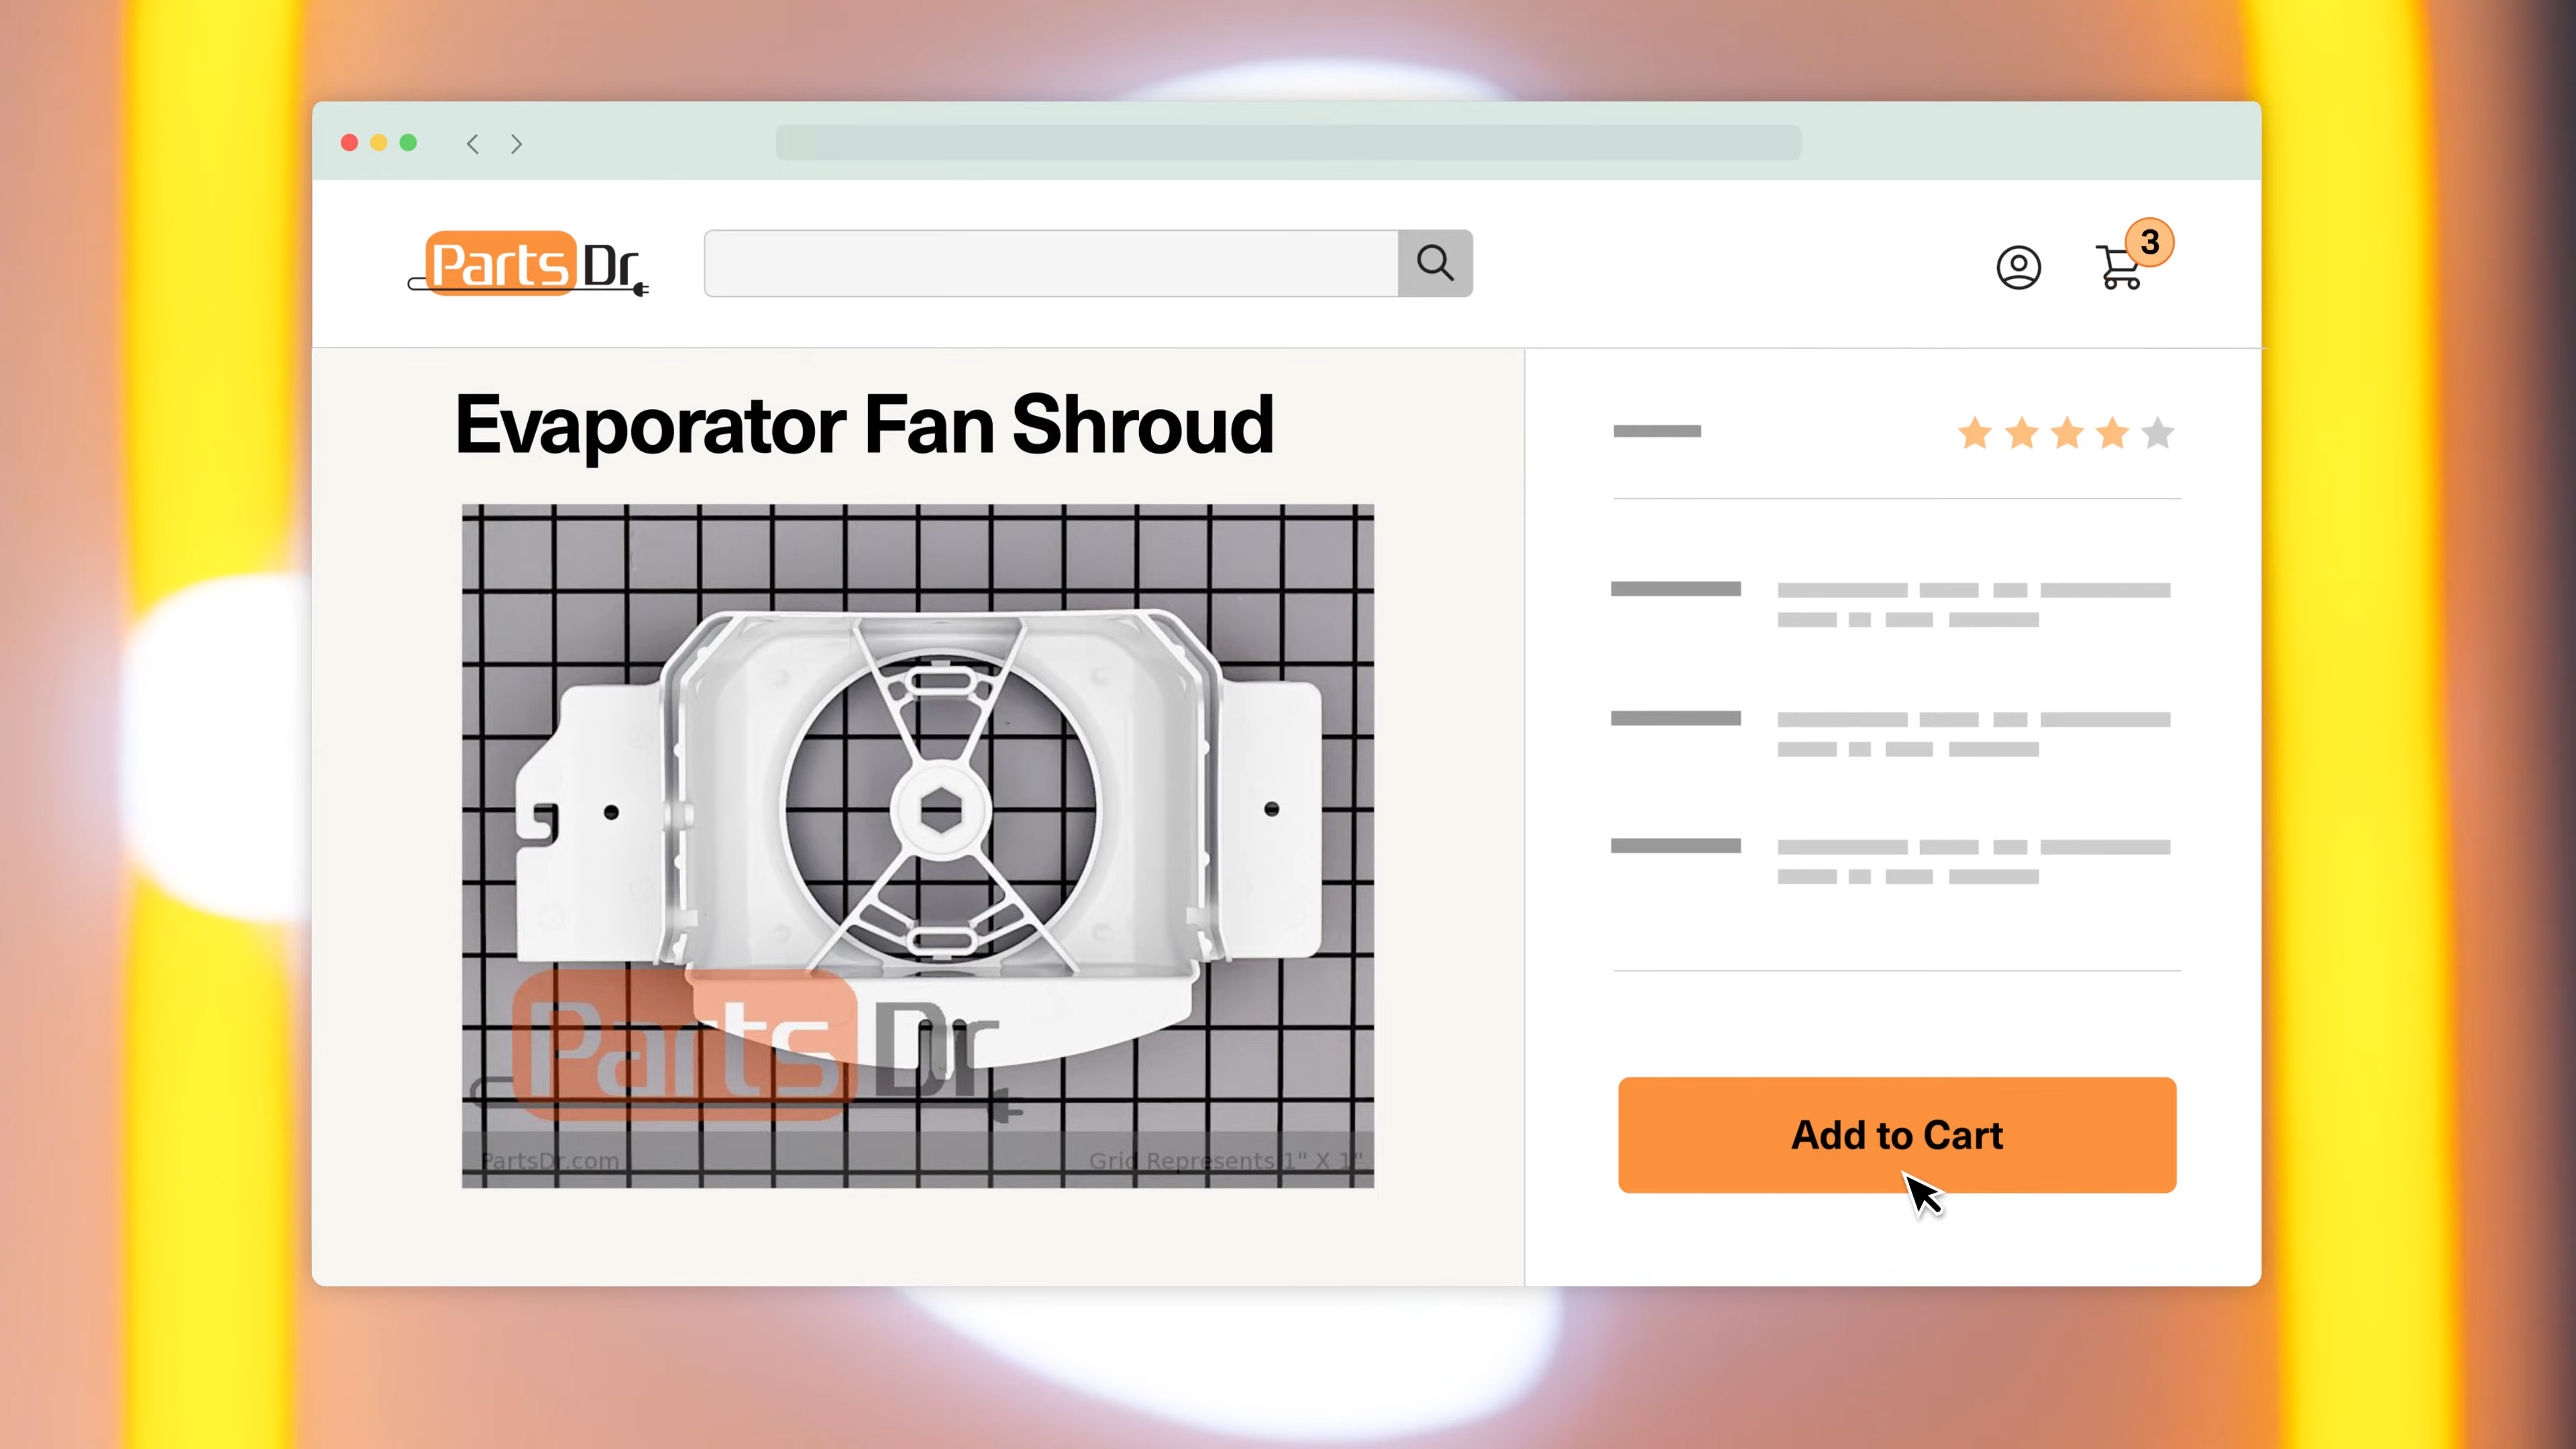 Parts Dr
3
Evaporator Fan Shroud
Parts Dr
PartsDr.com
Grid Represents 1" X 1"
Add to Cart